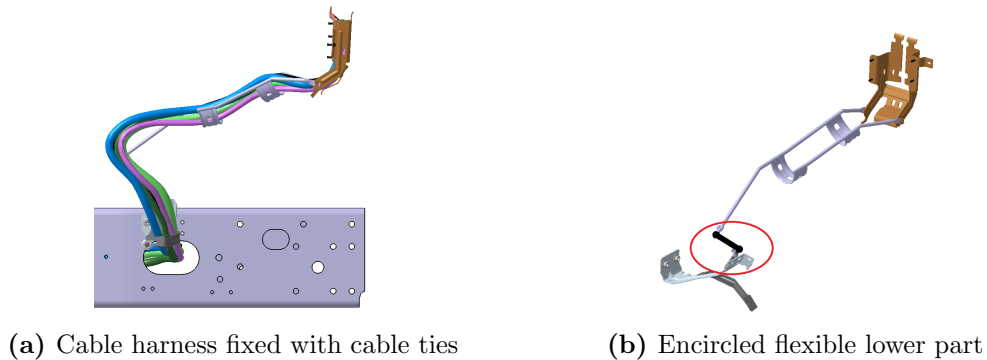 (a) Cable harness fixed with cable ties
(b) Encircled flexible lower part